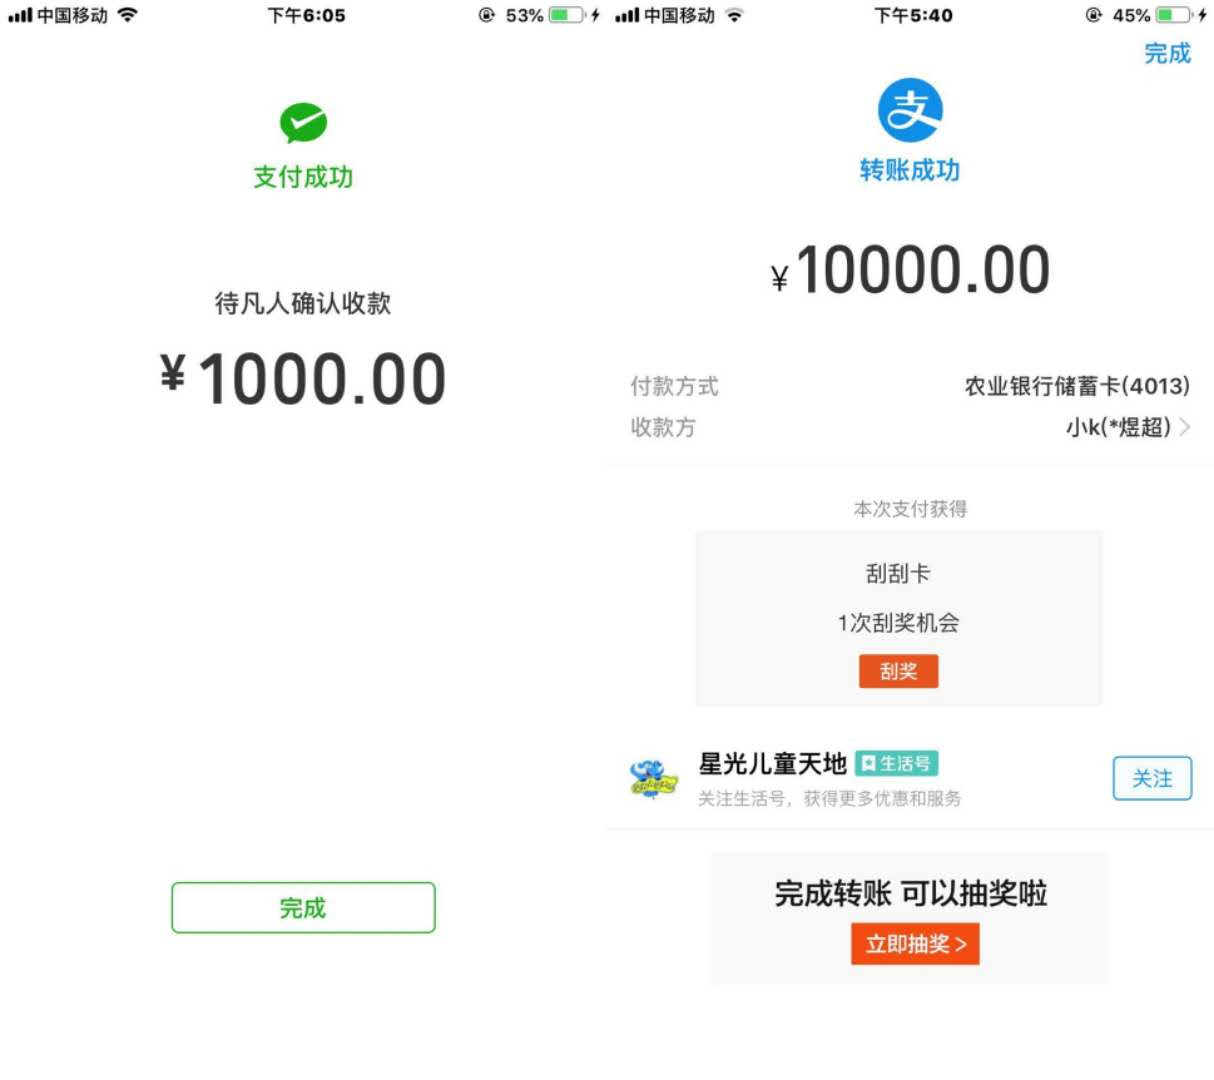 中国移动 下午6:05 53%
支付成功
待凡人确认收款
¥1000.00
完成
中国移动 下午5:40 45%
完成
支
转账成功
¥10000.00
付款方式 农业银行储蓄卡(4013)
收款方 小k(*煜超)
本次支付获得
刮刮卡
1次刮奖机会
刮奖
星光儿童天地 生活号
关注生活号，获得更多优惠和服务
关注
完成转账 可以抽奖啦
立即抽奖 >